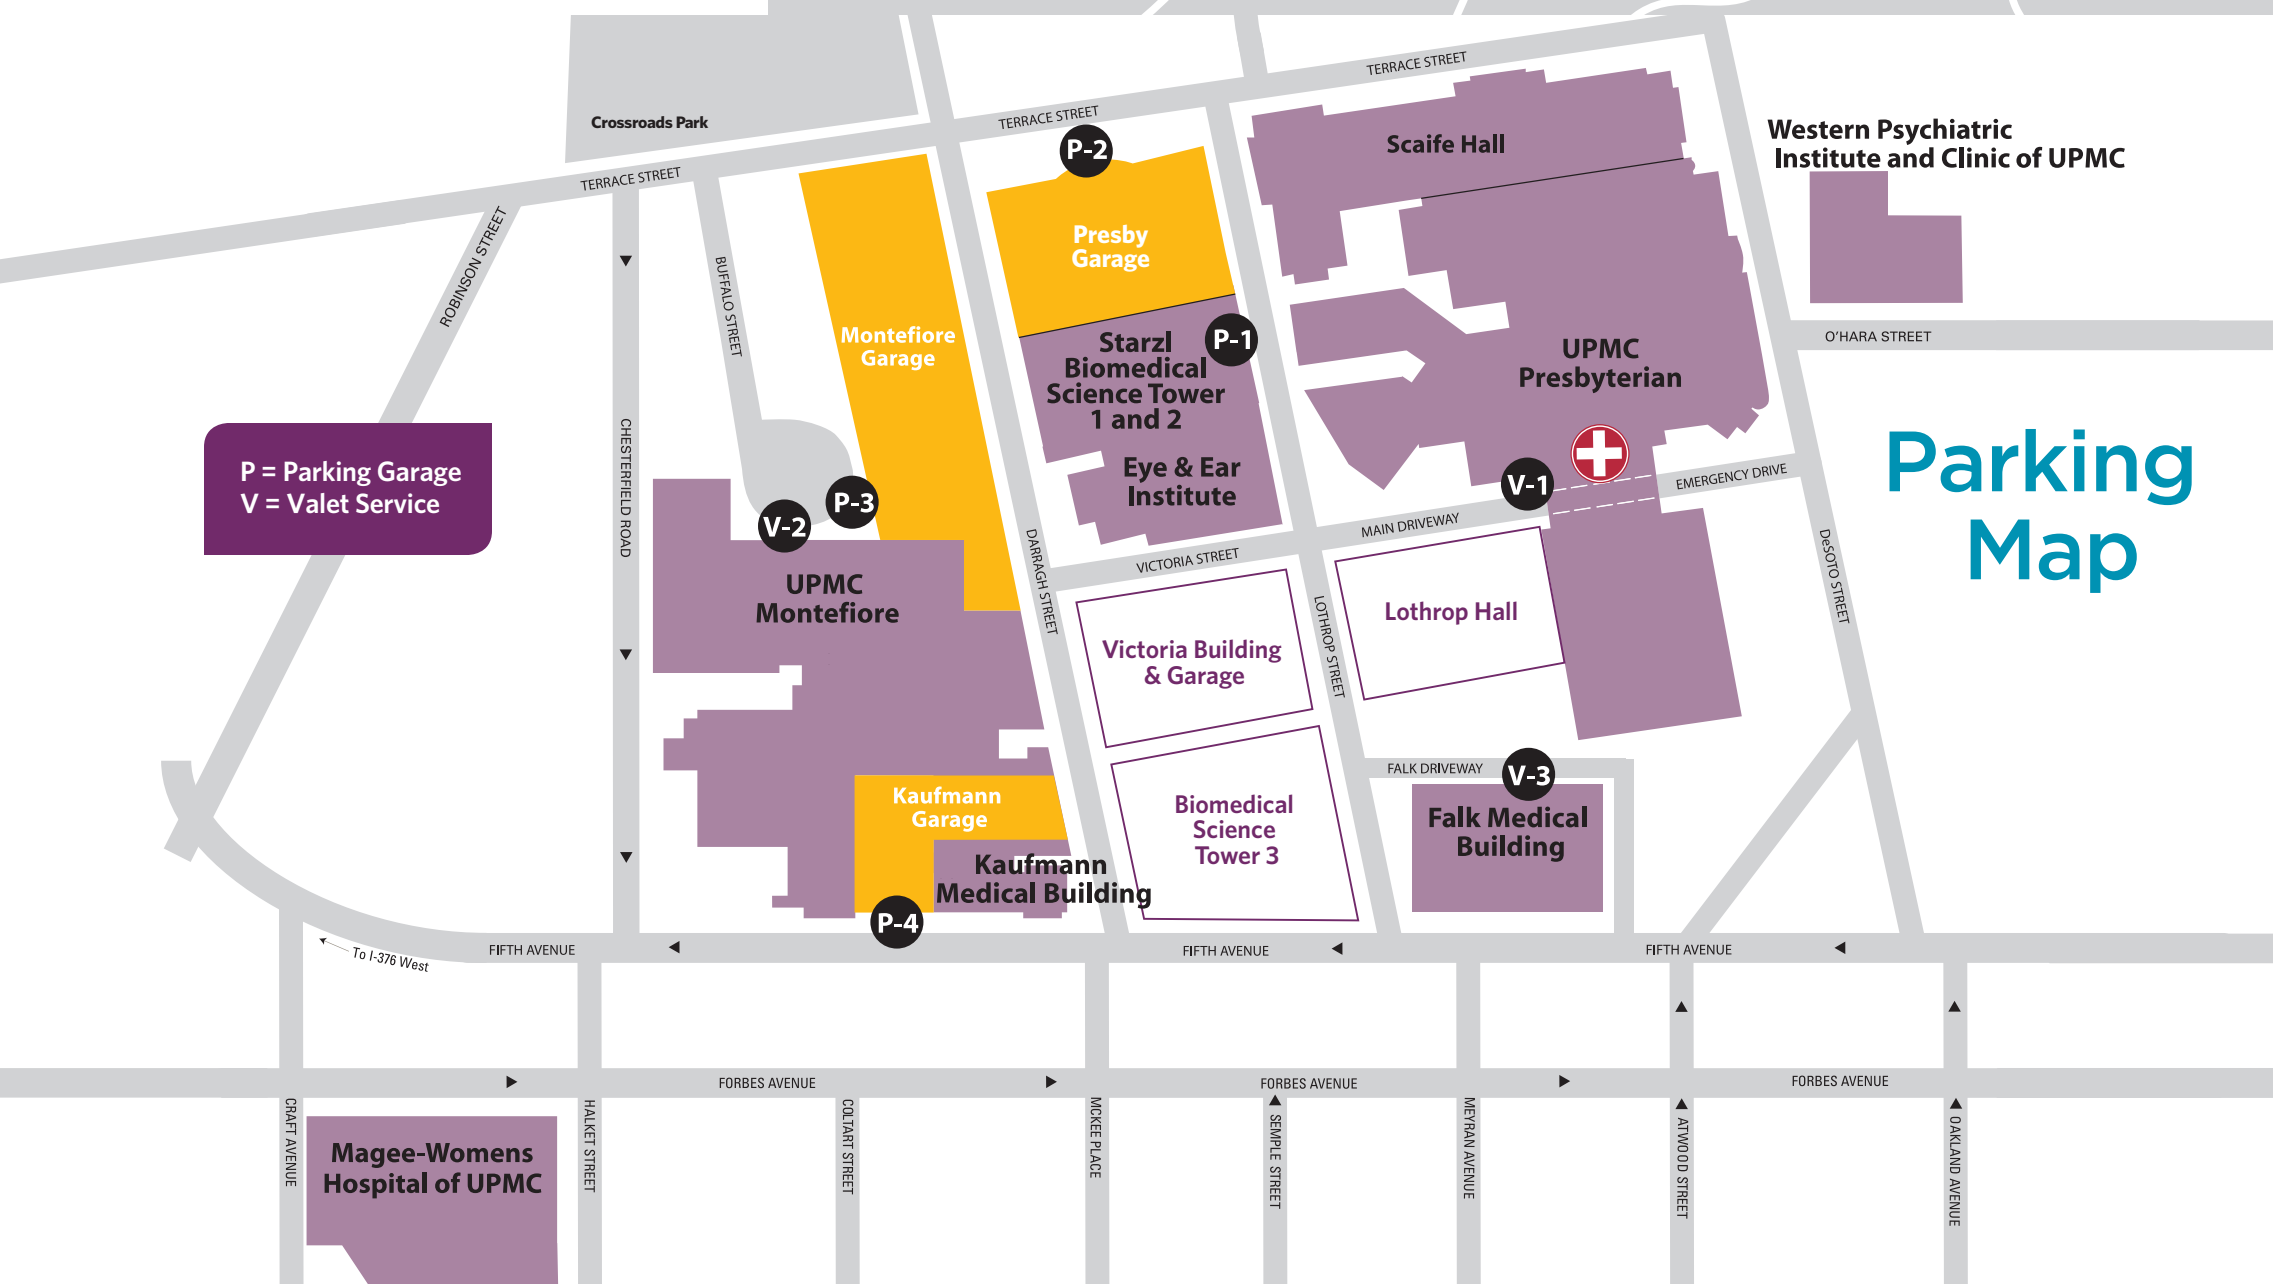 TERRACE STREET
TERRACE STREET
TERRACE STREET
Crossroads Park
P-2
Scaife Hall
Western Psychiatric
Institute and Clinic of UPMC
ROBINSON STREET
BUFFALO STREET
Presby
Garage
Montefiore
Garage
Starzl
Biomedical
Science Tower
1 and 2
P-1
UPMC
Presbyterian
O'HARA STREET
Parking
Map
P = Parking Garage
V = Valet Service
CHESTERFIELD ROAD
P-3
V-2
Eye & Ear
Institute
V-1
EMERGENCY DRIVE
MAIN DRIVEWAY
VICTORIA STREET
DARRAGH STREET
DeSOTO STREET
UPMC
Montefiore
Victoria Building
& Garage
LOTHROP STREET
Lothrop Hall
FALK DRIVEWAY
V-3
Kaufmann
Garage
Biomedical
Science
Tower 3
Falk Medical
Building
Kaufmann
Medical Building
P-4
To I-376 West
FIFTH AVENUE
FIFTH AVENUE
FIFTH AVENUE
FORBES AVENUE
FORBES AVENUE
FORBES AVENUE
CRAFT AVENUE
Magee-Womens
Hospital of UPMC
HALKET STREET
COLTART STREET
MCKEE PLACE
SEMPLE STREET
MEYRAN AVENUE
ATWOOD STREET
OAKLAND AVENUE